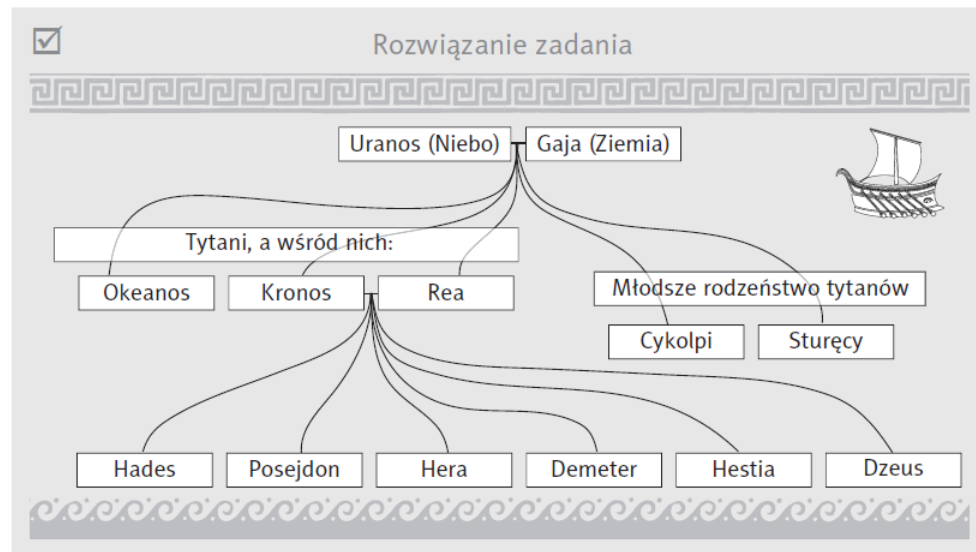 Rozwiązanie zadania
Uranos (Niebo)
Gaja (Ziemia)
Tytani, a wśród nich:
Okeanos
Kronos
Rea
Młodsze rodzeństwo tytanów
Cykolpi
Sturęcy
Hades
Posejdon
Hera
Demeter
Hestia
Dzeus